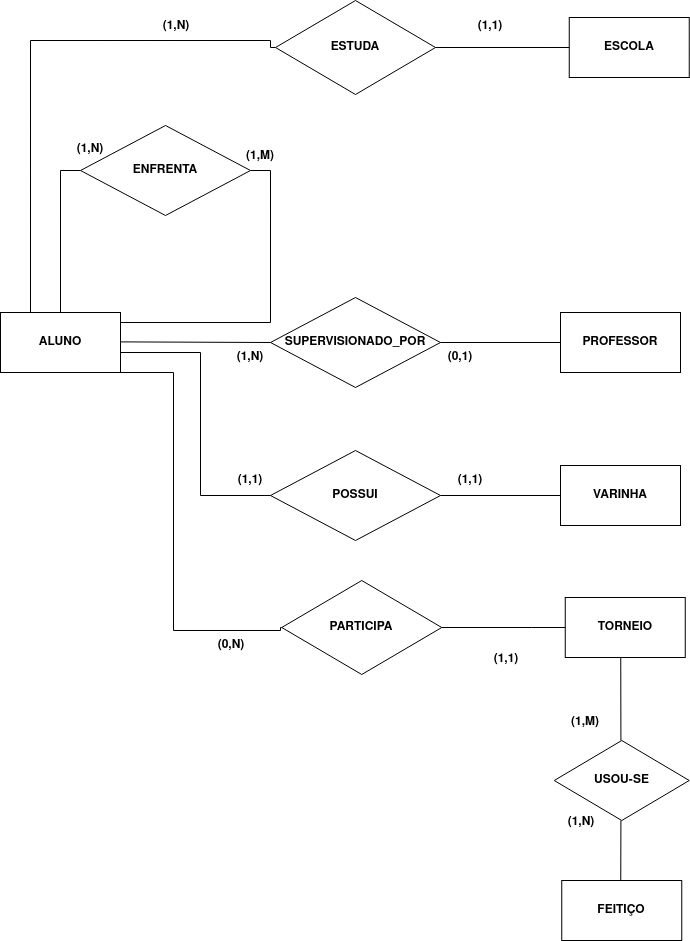 (1,N)
(1,1)
ESTUDA
ESCOLA
(1,N)
(1,M)
ENFRENTA
ALUNO
SUPERVISIONADO_POR
PROFESSOR
(1,N)
(0,1)
(1,1)
(1,1)
POSSUI
VARINHA
PARTICIPA
TORNEIO
(0,N)
(1,1)
(1,M)
USOU-SE
(1,N)
FEITIÇO